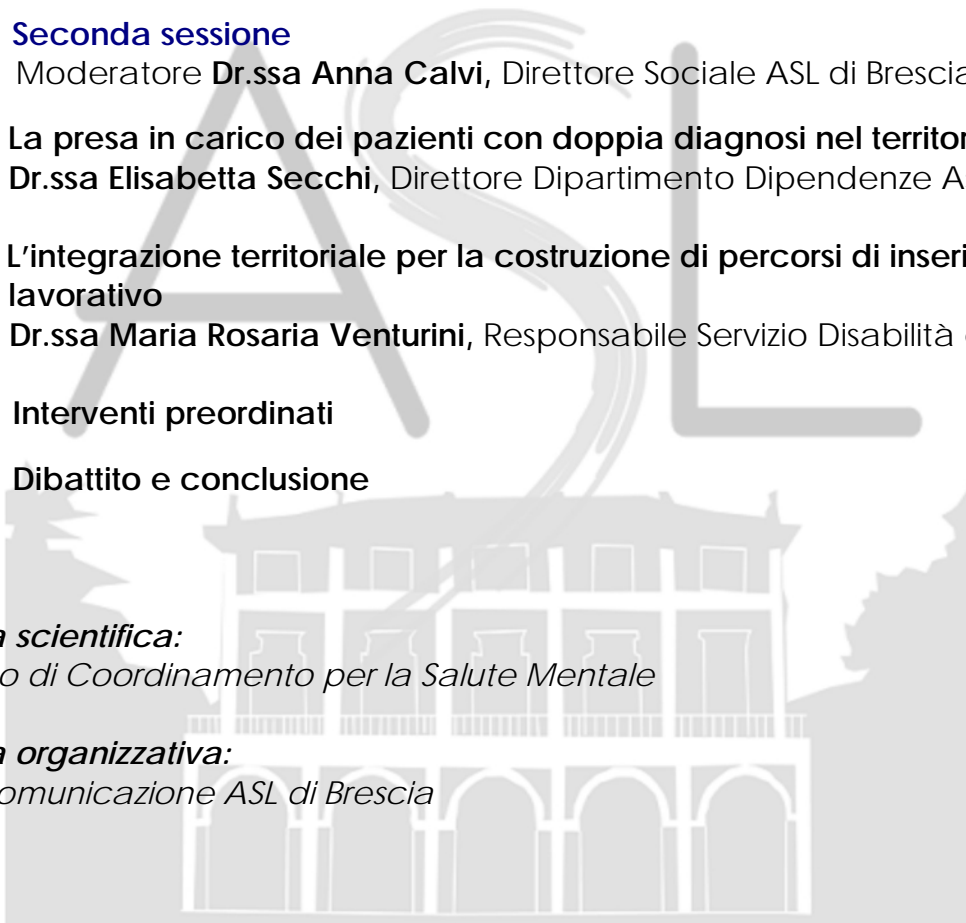 Seconda sessione
Moderatore Dr.ssa Anna Calvi, Direttore Sociale ASL di Brescia
La presa in carico dei pazienti con doppia diagnosi nel
Dr.ssa Elisabetta Secchi, Direttore Dipartimento Dipendenze
L'integrazione territoriale per la costruzione di percorsi di
lavorativo
Dr.ssa Maria Rosaria Venturini, Responsabile Servizio Disabilità
Interventi preordinati
Dibattito e conclusione
scientifica:
di Coordinamento per la Salute Mentale
organizzativa:
ASL di Brescia
ASL